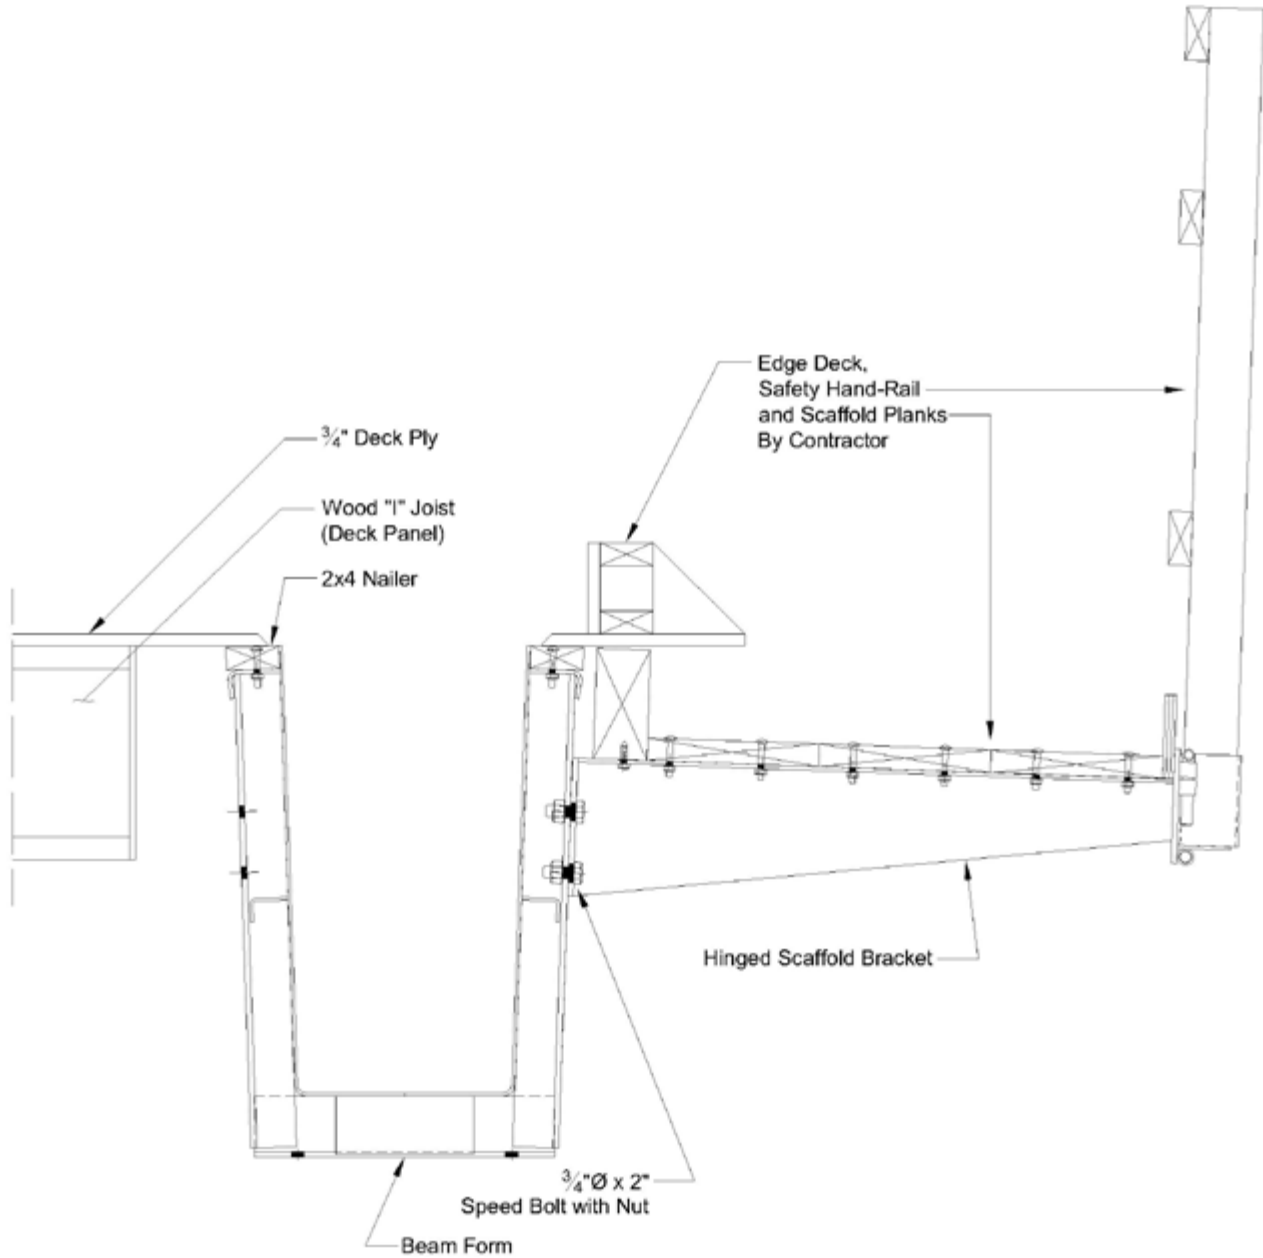 Edge Deck,
Safety Hand-Rail
and Scaffold Planks
By Contractor
¾" Deck Ply
Wood "I" Joist
(Deck Panel)
2x4 Nailer
Hinged Scaffold Bracket
¾"Ø x 2"
Speed Bolt with Nut
Beam Form